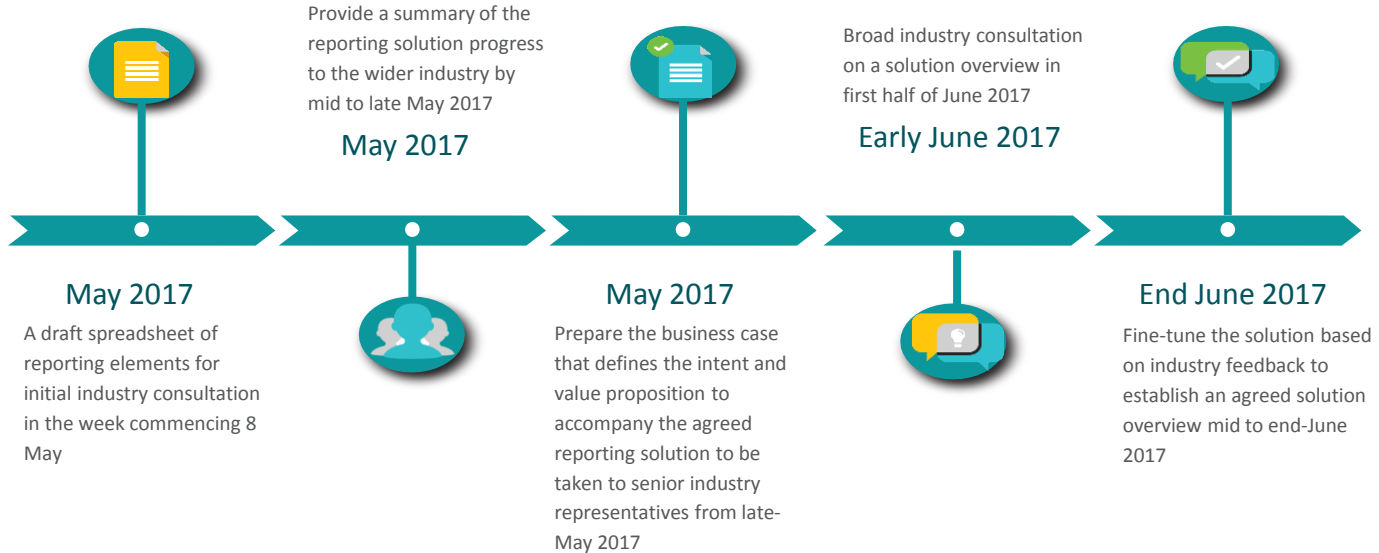 May 2017
A draft spreadsheet of
reporting elements for
initial industry consultation
in the week commencing 8
May
Provide a summary of the
reporting solution progress
to the wider industry by
mid to late May 2017
May 2017
May 2017
Prepare the business case
that defines the intent and
value proposition to
accompany the agreed
reporting solution to be
taken to senior industry
representatives from late-
May 2017
Broad industry consultation
on a solution overview in
first half of June 2017
Early June 2017
End June 2017
Fine-tune the solution based
on industry feedback to
establish an agreed solution
overview mid to end-June
2017